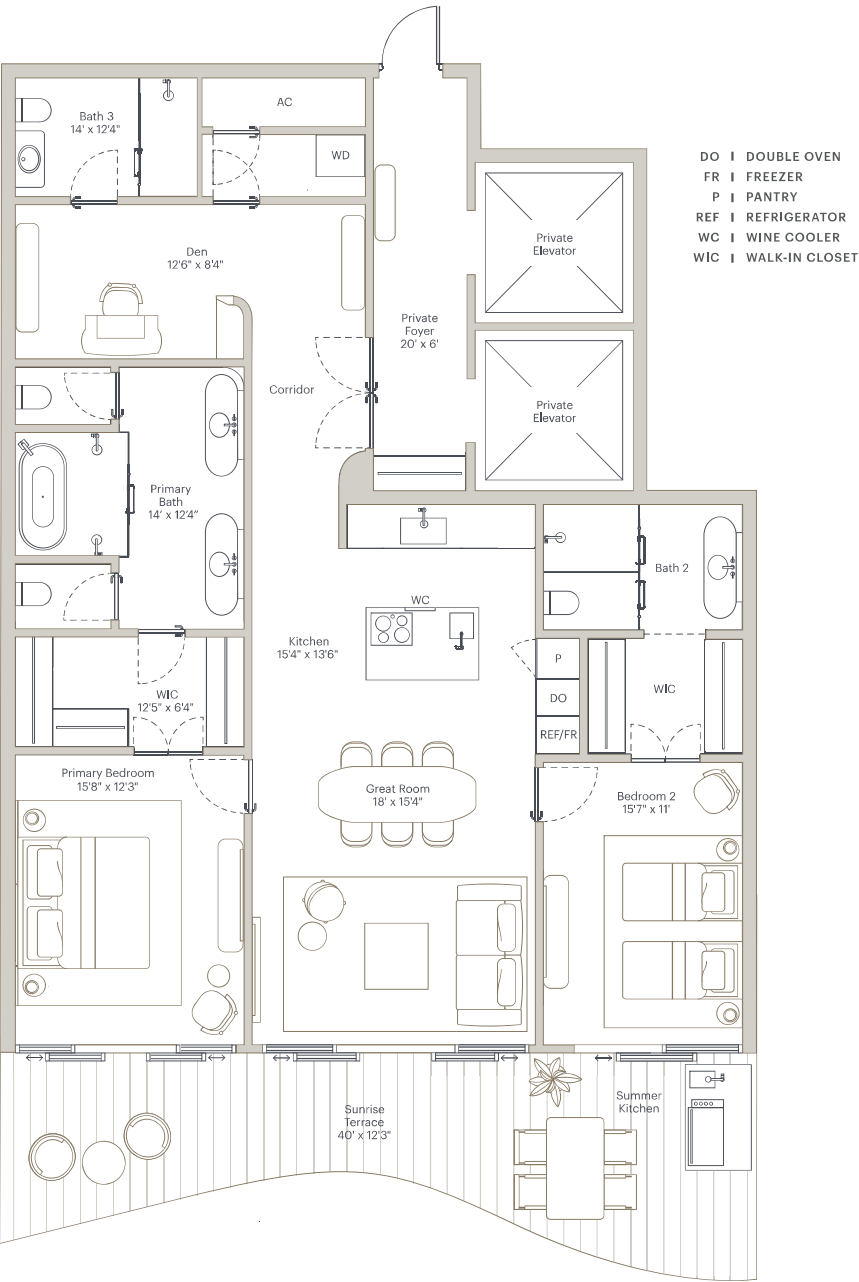 AC
Bath 3
14' x 12'4"
WD
DO | DOUBLE OVEN
FR | FREEZER
P | PANTRY
REF | REFRIGERATOR
WC | WINE COOLER
WIC | WALK-IN CLOSET
Den
12'6" x 8'4"
Private
Elevator
Private
Foyer
20' x 6'
Corridor
Private
Elevator
Primary
Bath
14' x 12'4"
Bath 2
WC
Kitchen
15'4" x 13'6"
P
DO
REF/FR
WIC
WIC
12'5" x 6'4"
Primary Bedroom
15'8" x 12'3"
Great Room
18' x 15'4"
Bedroom 2
15'7" x 11'
Sunrise
Terrace
40' x 12'3"
Summer
Kitchen